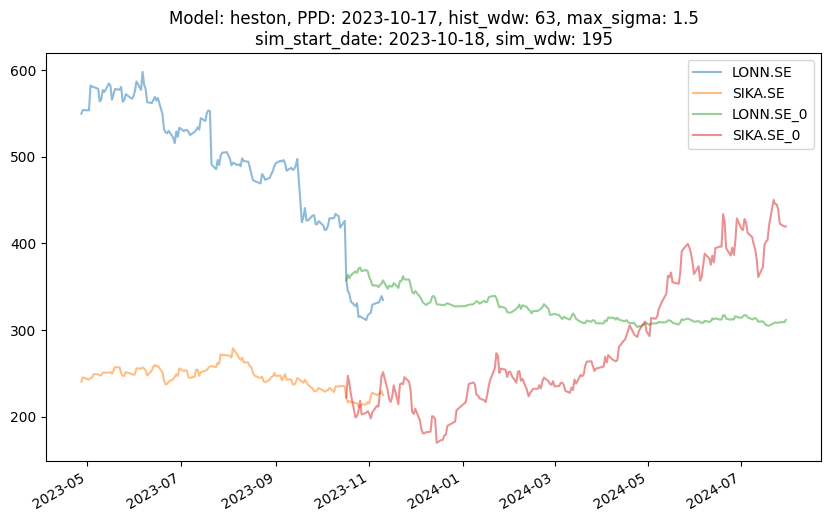 Model: heston, PPD: 2023-10-17, hist_wdw: 63, max_sigma: 1.5
sim_start_date: 2023-10-18, sim_wdw: 195
LONN.SE
SIKA.SE
LONN.SE_0
SIKA.SE_0
600
500
400
300
200
2023-05
2023-07
2023-09
2023-11
2024-01
2024-03
2024-05
2024-07